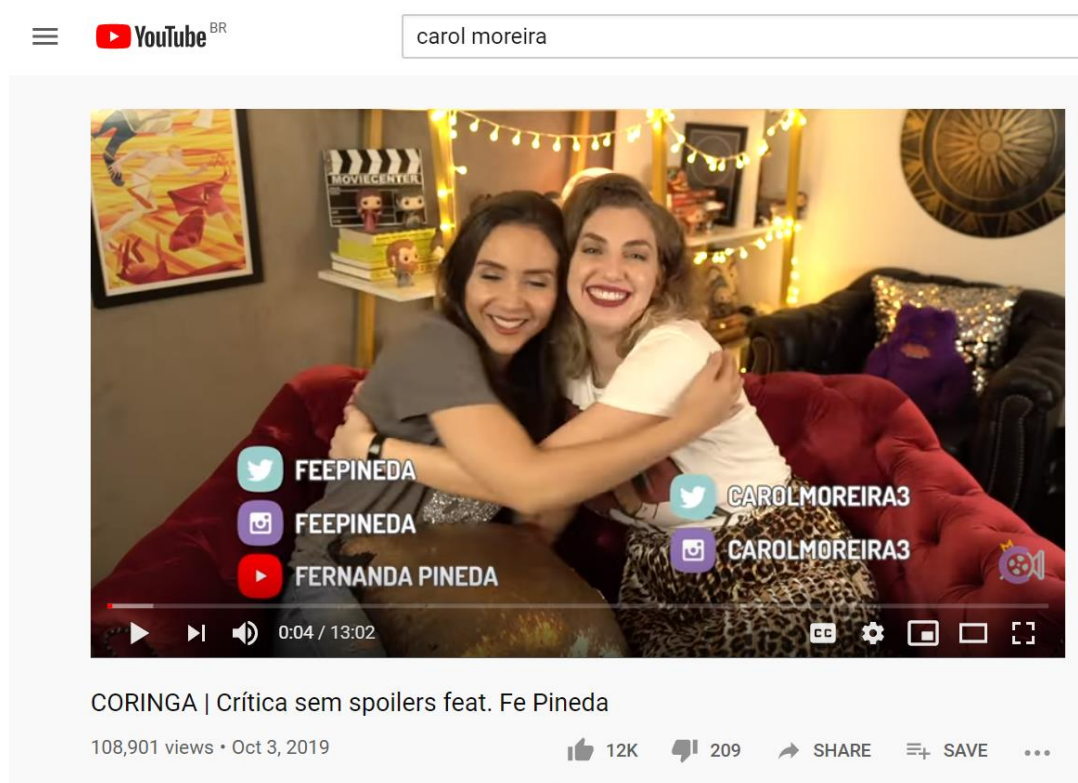 YouTube BR
carol moreira
MOVIECENTER
FEEPINEDA
FEEPINEDA
FERNANDA PINEDA
CAROLMOREIRA3
CAROLMOREIRA3
0:04 / 13:02
CC
CORINGA | Crítica sem spoilers feat. Fe Pineda
108,901 views • Oct 3, 2019
12K
209
SHARE
SAVE